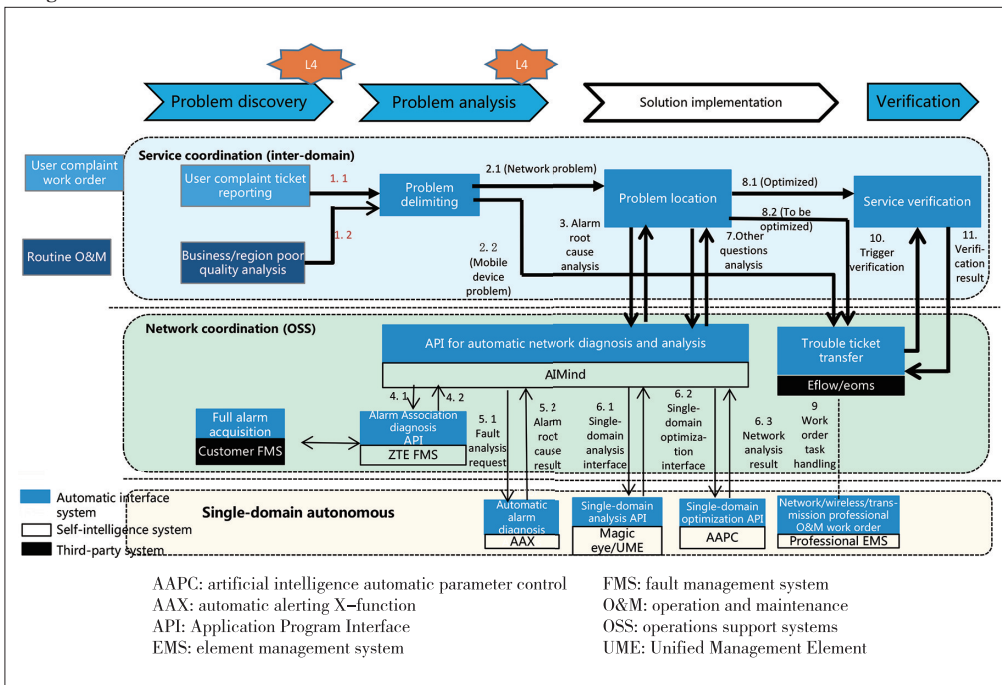 L4
L4
Problem discovery
Problem analysis
Solution implementation
Verification
Service coordination (inter-domain)
User complaint
work order
User complaint ticket
reporting
1. 1
Problem
delimiting
2.1 (Network problem)
Problem location
8.1 (Optimized)
8.2 (To be
optimized)
Service verification
Routine O&M
Business/region poor
quality analysis
1. 2
2. 2
(Mobile
device
problem)
3. Alarm
root
cause
analysis
7.Other
questions
analysis
10.
Trigger
verification
11.
Verifi-
cation
result
Network coordination (OSS)
API for automatic network diagnosis and analysis
AIMind
Trouble ticket
transfer
Eflow/eoms
4. 1
4. 2
Full alarm
acquisition
Customer FMS
Alarm Association
diagnosis
API
ZTE FMS
5. 1
Fault
analysis
request
5. 2
Alarm
root
cause
result
6. 1
Single-
domain
analysis
interface
6. 2
Single-
domain
optimiza-
tion
interface
6. 3
Network
analysis
result
9
Work
order
task
handling
Automatic interface
system
Self-intelligence system
Third-party system
Single-domain autonomous
Automatic
alarm
diagnosis
AAX
Single-domain
analysis API
Magic
eye/UME
Single-domain
optimization API
AAPC
Network/wireless/trans-
mission professional
O&M work order
Professional EMS
AAPC: artificial intelligence automatic parameter control
AAX: automatic alerting X-function
API: Application Program Interface
EMS: element management system
FMS: fault management system
O&M: operation and maintenance
OSS: operations support systems
UME: Unified Management Element